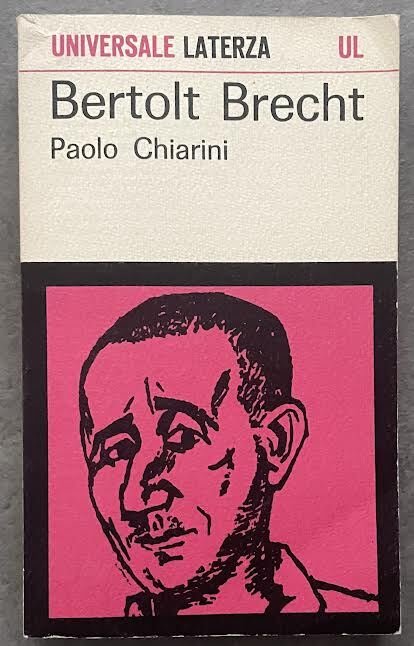 UNIVERSALE LATERZA UL
Bertolt Brecht
Paolo Chiarini